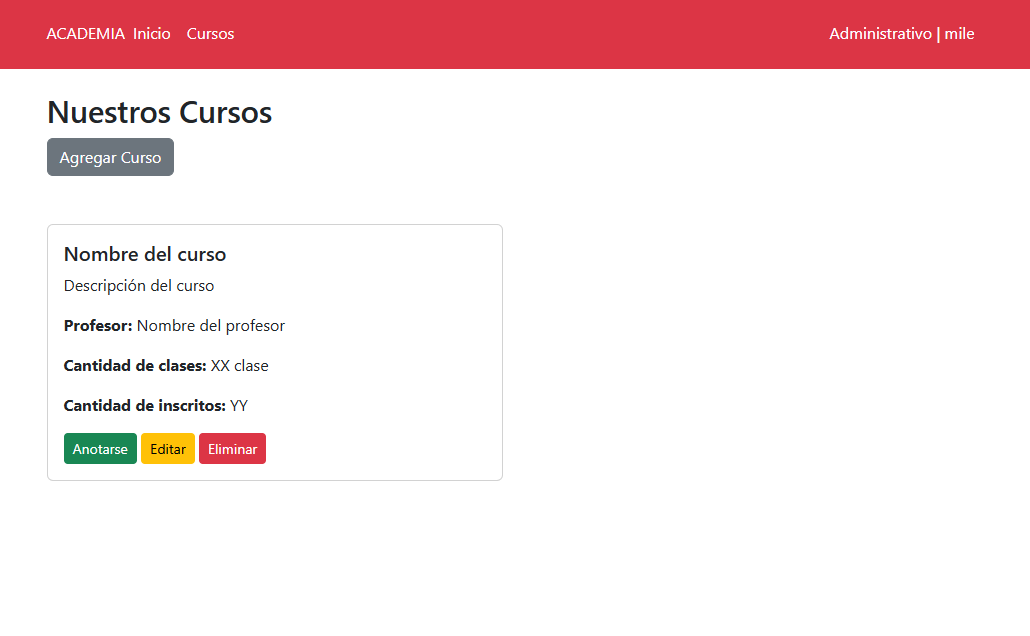 ACADEMIA Inicio Cursos Administrativo | mile
Nuestros Cursos
Agregar Curso
Nombre del curso
Descripción del curso
Profesor: Nombre del profesor
Cantidad de clases: XX clase
Cantidad de inscritos: YY
Anotarse Editar Eliminar